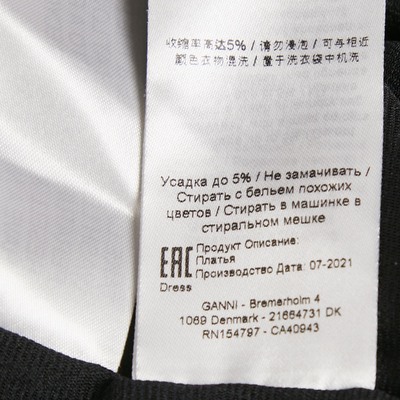 收缩率高达5% / 请勿浸泡 / 可与相近
颜色衣物混洗 / 置于洗衣袋中机洗
Усадка до 5% / Не замачивать /
Стирать с бельем похожих
цветов / Стирать в машинке в
стиральном мешке
EAC
Продукт Описание:
Платья
Производство Дата: 07-2021
Dress
GANNI - Bremerholm 4
1069 Denmark - 21664731 DK
RN154797 - CA40943